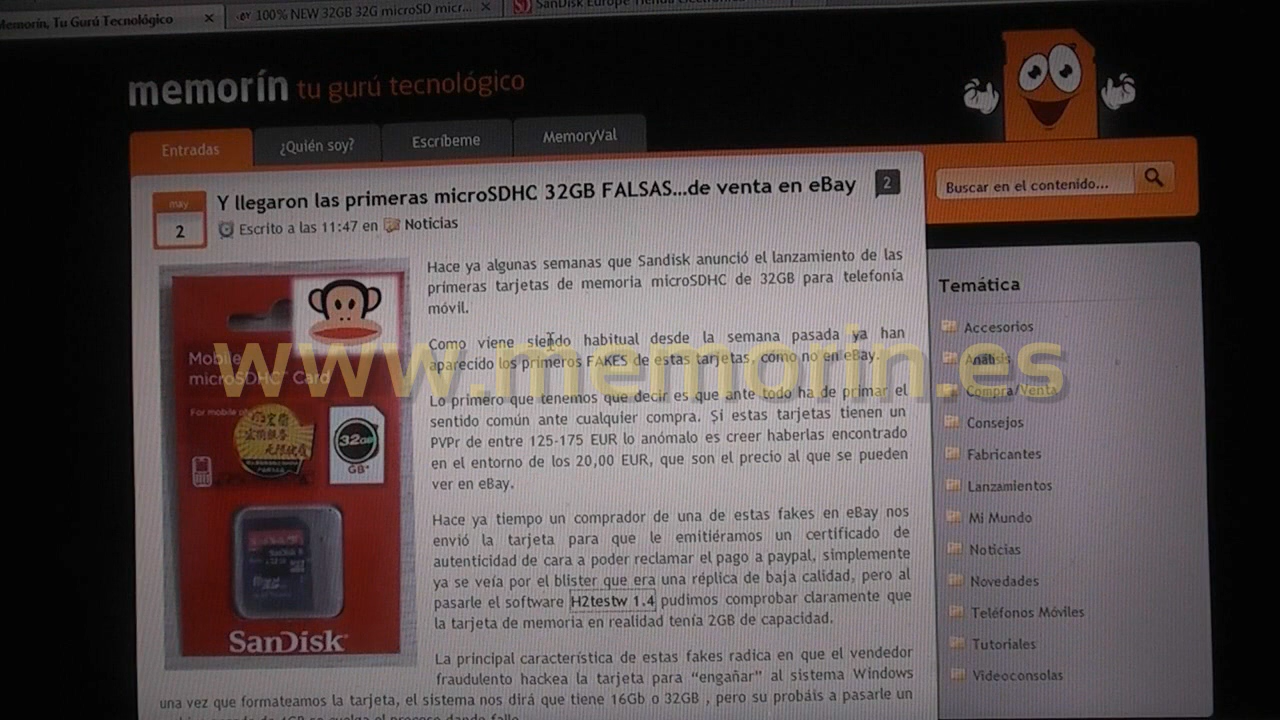 Memorín, Tu Gurú Tecnológico
100% NEW 32GB 32G microSD micr...
SanDisk Europe
memorín tu gurú tecnológico
Entradas
¿Quién soy?
Escríbeme
MemoryVal
Buscar en el contenido...
may
2
Y llegaron las primeras microSDHC 32GB FALSAS...de venta en eBay
2
Escrito a las 11:47 en Noticias
Hace ya algunas semanas que Sandisk anunció el lanzamiento de las
primeras tarjetas de memoria microSDHC de 32GB para telefonía
móvil.
Como viene siendo habitual desde la semana pasada ya han
aparecido los primeros FAKES de estas tarjetas, como no en eBay.
Lo primero que tenemos que decir es que ante todo ha de primar el
sentido común ante cualquier compra. Si estas tarjetas tienen un
PVPr de entre 125-175 EUR lo anómalo es creer haberlas encontrado
en el entorno de los 20,00 EUR, que son el precio al que se pueden
ver en eBay.
Hace ya tiempo un comprador de una de estas fakes en eBay nos
envió la tarjeta para que le emitiéramos un certificado de
autenticidad de cara a poder reclamar el pago a paypal, simplemente
ya se veía por el blister que era una réplica de baja calidad, pero al
pasarle el software H2testw 1.4 pudimos comprobar claramente que
la tarjeta de memoria en realidad tenía 2GB de capacidad.
La principal característica de estas fakes radica en que el vendedor
fraudulento hackea la tarjeta para "engañar" al sistema Windows
una vez que formateamos la tarjeta, el sistema nos dirá que tiene 16Gb o 32GB , pero su probáis a pasarle un
Mobile
microSDHC™ Card
For mobile
32GB
GB*
SanDisk
www.memorin.es
Temática
Accesorios
Análisis
Compra/Venta
Consejos
Fabricantes
Lanzamientos
Mi Mundo
Noticias
Novedades
Teléfonos Móviles
Tutoriales
Videoconsolas